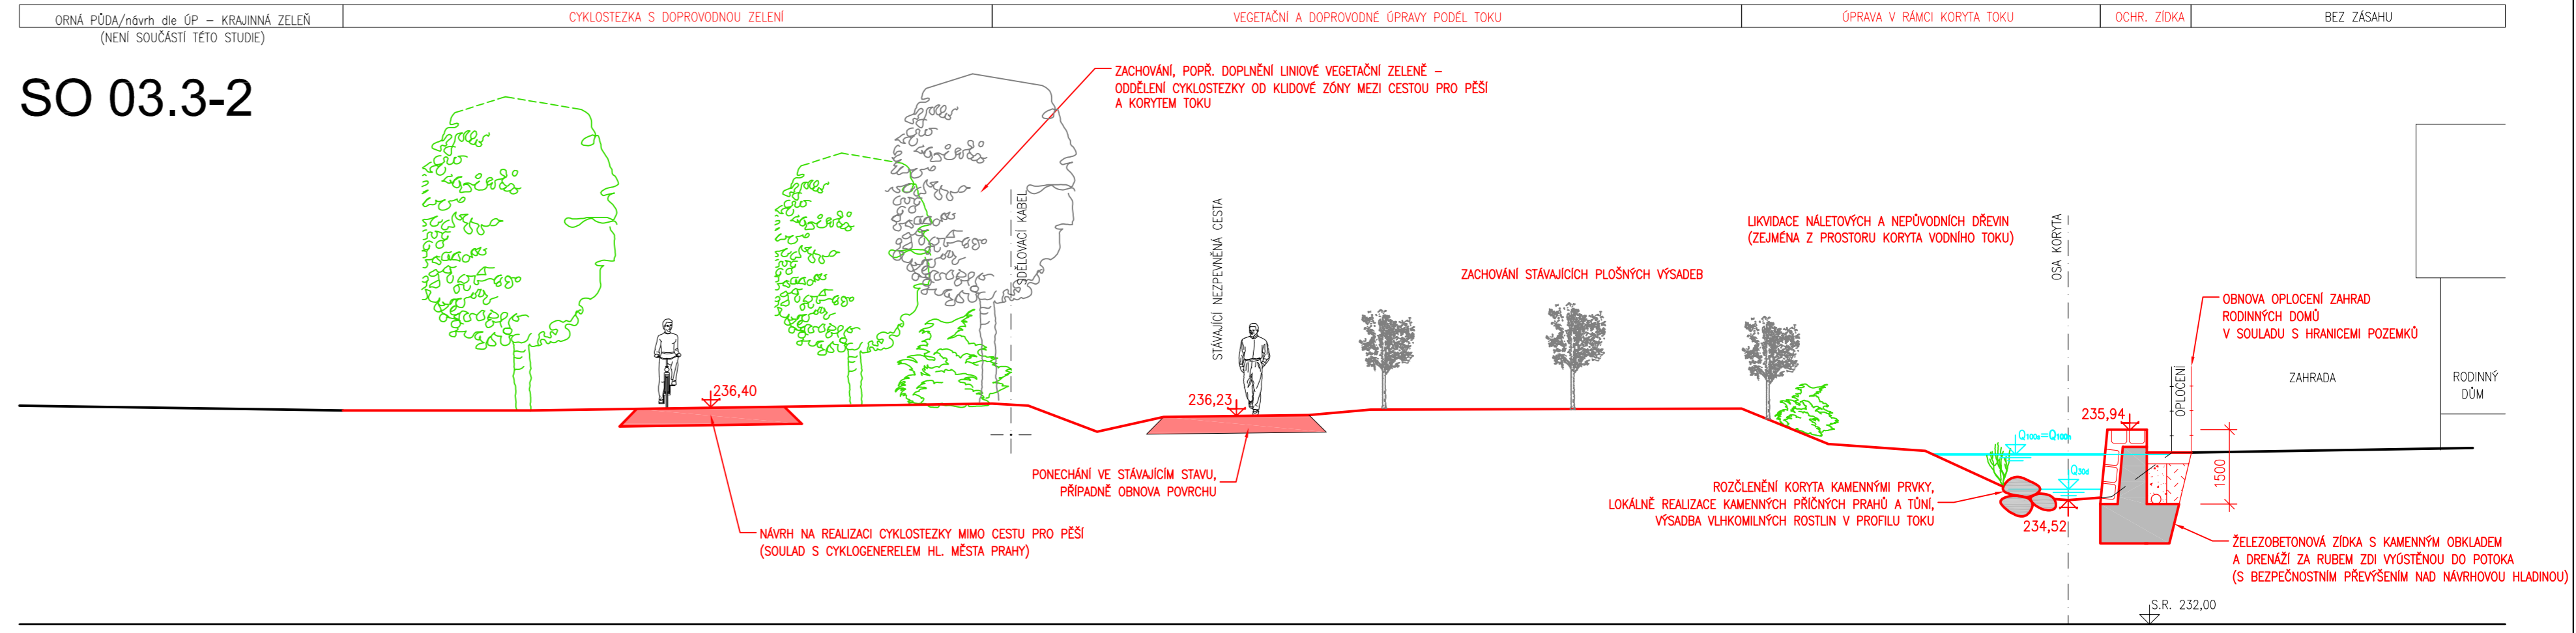 ORNÁ PŮDA/návrh dle ÚP – KRAJINNÁ ZELEŇ
(NENÍ SOUČÁSTÍ TÉTO STUDIE)
CYKLOSTEZKA S DOPROVODNOU ZELENÍ
VEGETAČNÍ A DOPROVODNÉ ÚPRAVY PODÉL TOKU
ÚPRAVA V RÁMCI KORYTA TOKU
OCHR. ZÍDKA
BEZ ZÁSAHU
SO 03.3-2
ZACHOVÁNÍ, POPŘ. DOPLNĚNÍ LINIOVÉ VEGETAČNÍ ZELENĚ –
ODDĚLENÍ CYKLOSTEZKY OD KLIDOVÉ ZÓNY MEZI CESTOU PRO PĚŠÍ
A KORYTEM TOKU
SDĚLOVACÍ KABEL
STÁVAJÍCÍ NEZPEVNĚNÁ CESTA
LIKVIDACE NÁLETOVÝCH A NEPŮVODNÍCH DŘEVIN
(ZEJMÉNA Z PROSTORU KORYTA VODNÍHO TOKU)
ZACHOVÁNÍ STÁVAJÍCÍCH PLOŠNÝCH VÝSADEB
OSA KORYTA
OBNOVA OPLOCENÍ ZAHRAD
RODINNÝCH DOMŮ
V SOULADU S HRANICEMI POZEMKŮ
OPLOCENÍ
ZAHRADA
RODINNÝ
DŮM
236,40
236,23
235,94
Q100s=Q100n
Q30d
1500
234,52
PONECHÁNÍ VE STÁVAJÍCÍM STAVU,
PŘÍPADNĚ OBNOVA POVRCHU
ROZČLENĚNÍ KORYTA KAMENNÝMI PRVKY,
LOKÁLNĚ REALIZACE KAMENNÝCH PŘÍČNÝCH PRAHŮ A TŮNÍ,
VÝSADBA VLHKOMILNÝCH ROSTLIN V PROFILU TOKU
NÁVRH NA REALIZACI CYKLOSTEZKY MIMO CESTU PRO PĚŠÍ
(SOULAD S CYKLOGENERELEM HL. MĚSTA PRAHY)
ŽELEZOBETONOVÁ ZÍDKA S KAMENNÝM OBKLADEM
A DRENÁŽÍ ZA RUBEM ZDI VYÚSTĚNOU DO POTOKA
(S BEZPEČNOSTNÍM PŘEVÝŠENÍM NAD NÁVRHOVOU HLADINOU)
S.R. 232,00